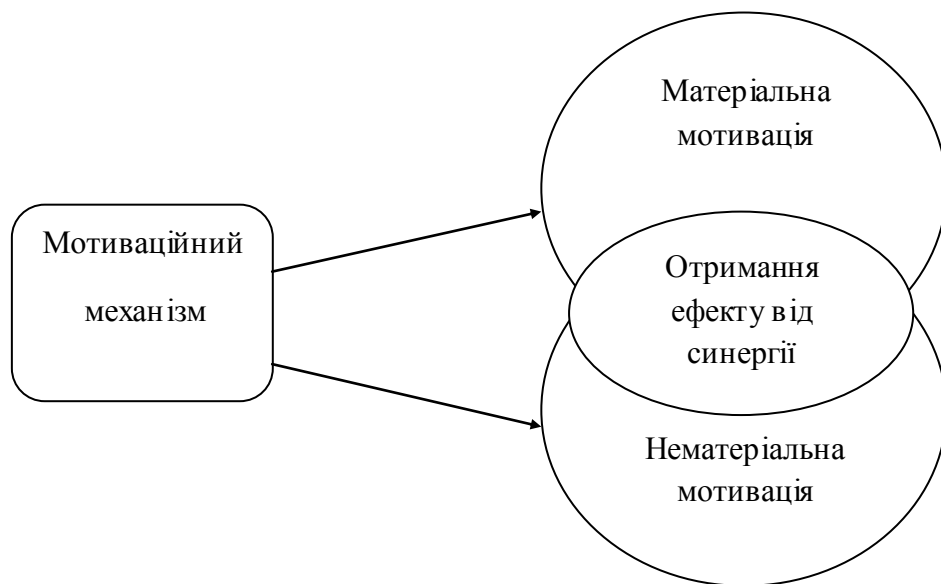 Мотиваційний
механізм
Матеріальна
мотивація
Отримання
ефекту від
синергії
Нематеріальна
мотивація